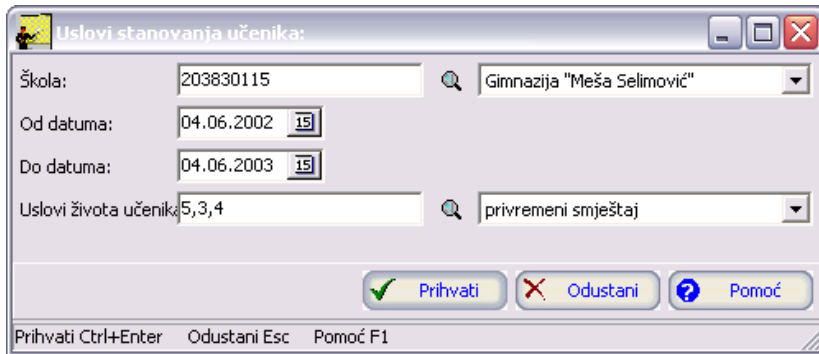 Uslovi stanovanja učenika:
Škola: 203830115 Gimnazija "Meša Selimović"
Od datuma: 04.06.2002 15
Do datuma: 04.06.2003 15
Uslovi života učenika 5,3,4 privremeni smještaj
Prihvati Odustani ? Pomoć
Prihvati Ctrl+Enter Odustani Esc Pomoć F1